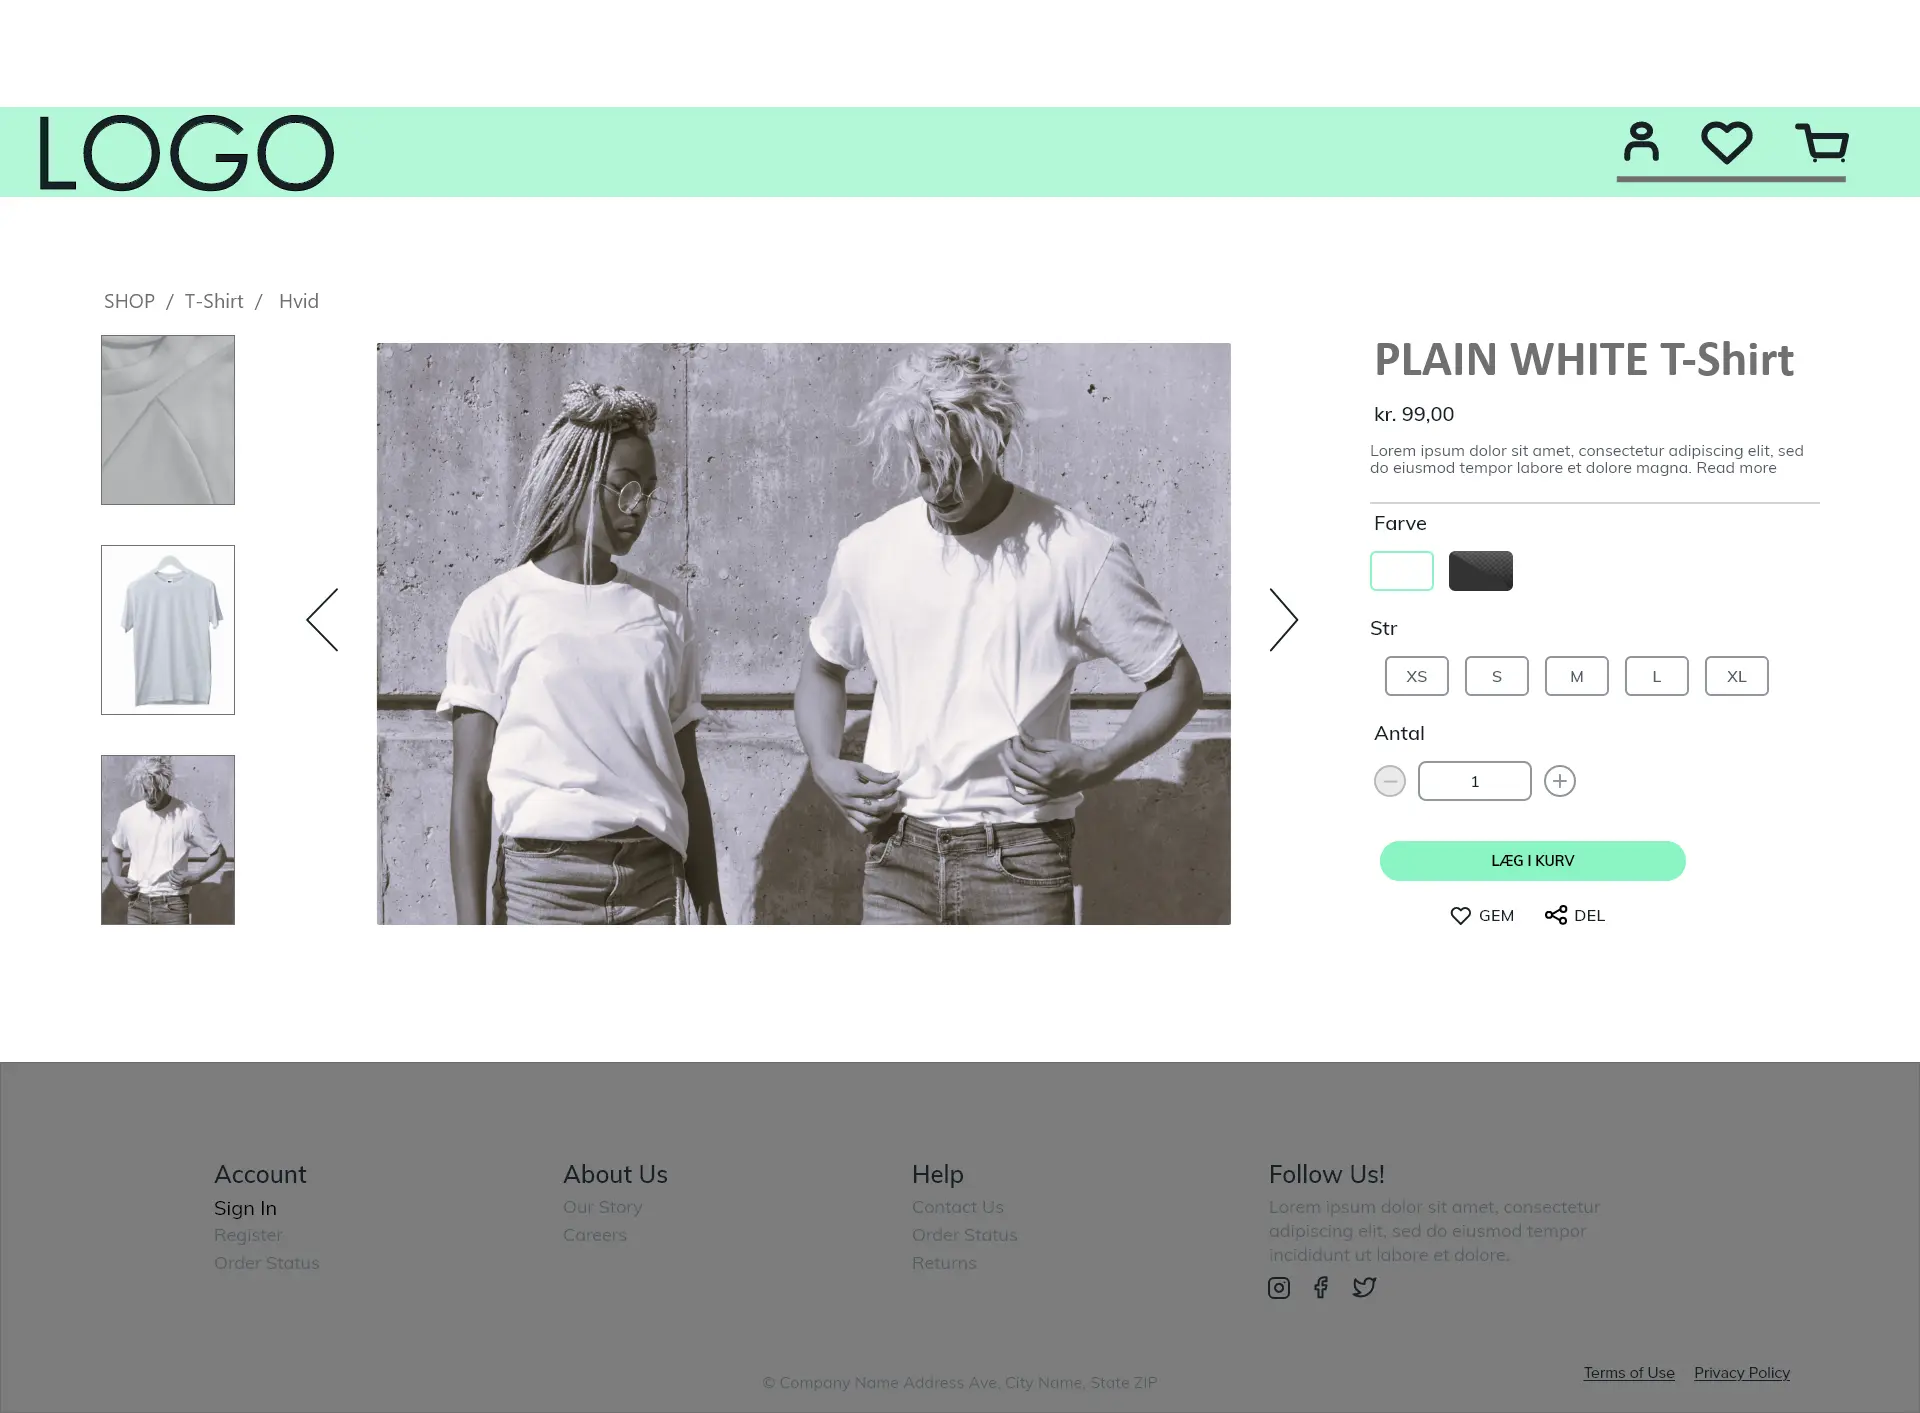 LOGO
SHOP / T-Shirt / Hvid
PLAIN WHITE T-Shirt
kr. 99,00
Lorem ipsum dolor sit amet, consectetur adipiscing elit, sed
do eiusmod tempor labore et dolore magna. Read more
Farve
Str
XS S M L XL
Antal
1
LÆG I KURV
GEM DEL
Account
Sign In
Register
Order Status
About Us
Our Story
Careers
Help
Contact Us
Order Status
Returns
Follow Us!
Lorem ipsum dolor sit amet, consectetur
adipiscing elit, sed do eiusmod tempor
incididunt ut labore et dolore.
© Company Name Address Ave, City Name, State ZIP
Terms of Use Privacy Policy